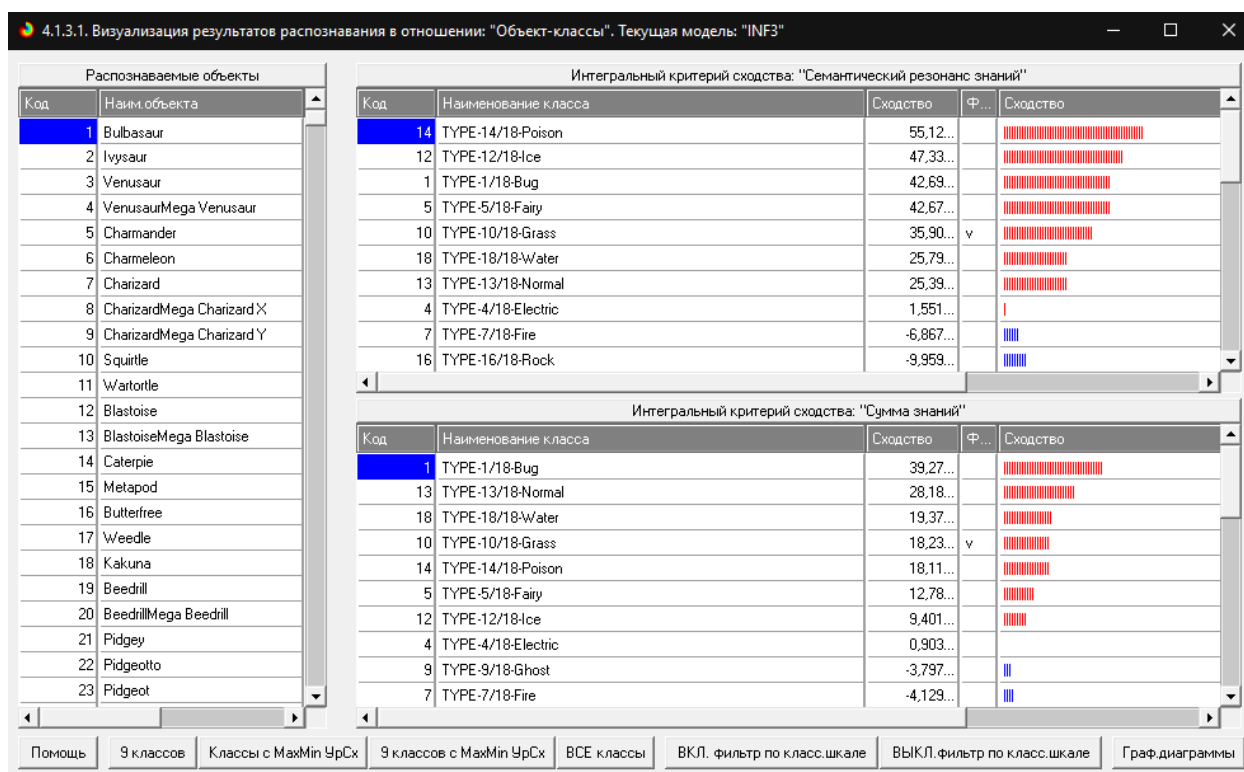 4.1.3.1. Визуализация результатов распознавания в отношении: "Объект-классы". Текущая модель: "INF3"
Распознаваемые объекты
Код Наим.объекта
1 Bulbasaur
2 Ivysaur
3 Venusaur
4 VenusaurMega Venusaur
5 Charmander
6 Charmeleon
7 Charizard
8 CharizardMega Charizard X
9 CharizardMega Charizard Y
10 Squirtle
11 Wartortle
12 Blastoise
13 BlastoiseMega Blastoise
14 Caterpie
15 Metapod
16 Butterfree
17 Weedle
18 Kakuna
19 Beedrill
20 BeedrillMega Beedrill
21 Pidgey
22 Pidgeotto
23 Pidgeot
Интегральный критерий сходства: "Семантический резонанс знаний"
Код Наименование класса Сходство Ф... Сходство
14 TYPE-14/18-Poison 55,12...
12 TYPE-12/18-Ice 47,33...
1 TYPE-1/18-Bug 42,69...
5 TYPE-5/18-Fairy 42,67...
10 TYPE-10/18-Grass 35,90... v
18 TYPE-18/18-Water 25,79...
13 TYPE-13/18-Normal 25,39...
4 TYPE-4/18-Electric 1,551...
7 TYPE-7/18-Fire -6,867...
16 TYPE-16/18-Rock -9,959...
Интегральный критерий сходства: "Сумма знаний"
Код Наименование класса Сходство Ф... Сходство
1 TYPE-1/18-Bug 39,27...
13 TYPE-13/18-Normal 28,18...
18 TYPE-18/18-Water 19,37...
10 TYPE-10/18-Grass 18,23... v
14 TYPE-14/18-Poison 18,11...
5 TYPE-5/18-Fairy 12,78...
12 TYPE-12/18-Ice 9,401...
4 TYPE-4/18-Electric 0,903...
9 TYPE-9/18-Ghost -3,797...
7 TYPE-7/18-Fire -4,129...
Помощь 9 классов Классы с MaxMin УрСх 9 классов с MaxMin УрСх ВСЕ классы ВКЛ. фильтр по класс.шкале ВЫКЛ.фильтр по класс.шкале Граф.диаграммы